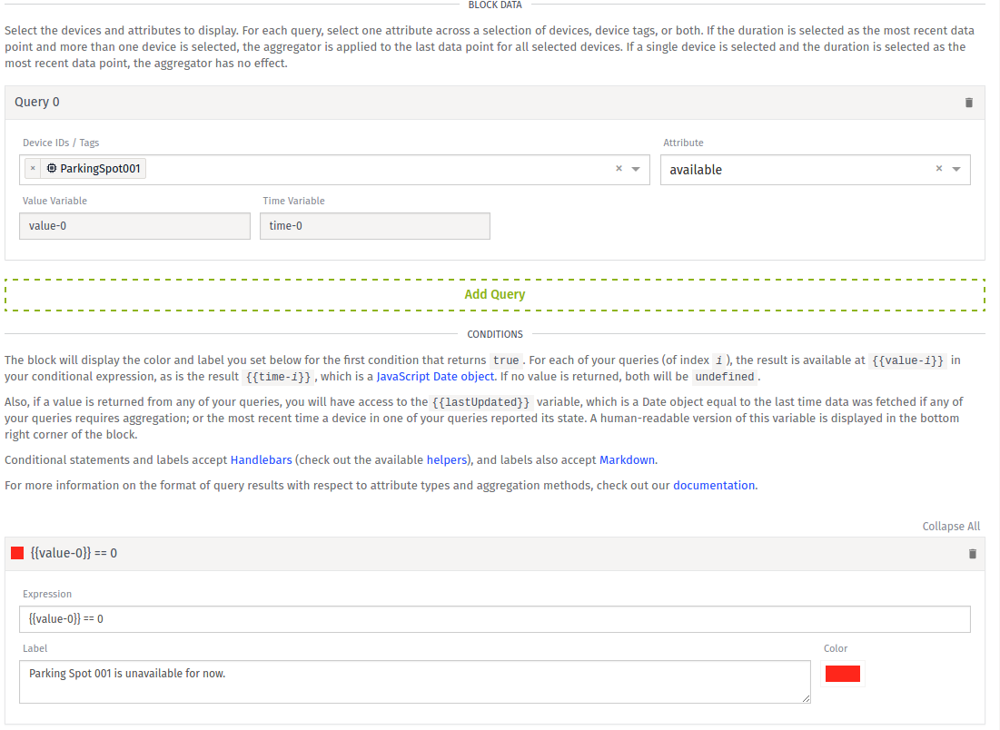 BLOCK DATA
Select the devices and attributes to display. For each query, select one attribute across a selection of devices, device tags, or both. If the duration is selected as the most recent data
point and more than one device is selected, the aggregator is applied to the last data point for all selected devices. If a single device is selected and the duration is selected as the
most recent data point, the aggregator has no effect.
Query 0
Device IDs / Tags
Attribute
× ParkingSpot001 ×
available ×
Value Variable
Time Variable
value-0
time-0
Add Query
CONDITIONS
The block will display the color and label you set below for the first condition that returns true . For each of your queries (of index i ), the result is available at {{value-i}} in
your conditional expression, as is the result {{time-i}} , which is a JavaScript Date object. If no value is returned, both will be undefined .
Also, if a value is returned from any of your queries, you will have access to the {{lastUpdated}} variable, which is a Date object equal to the last time data was fetched if any of
your queries requires aggregation; or the most recent time a device in one of your queries reported its state. A human-readable version of this variable is displayed in the bottom
right corner of the block.
Conditional statements and labels accept Handlebars (check out the available helpers), and labels also accept Markdown.
For more information on the format of query results with respect to attribute types and aggregation methods, check out our documentation.
Collapse All
{{value-0}} == 0
Expression
{{value-0}} == 0
Label
Color
Parking Spot 001 is unavailable for now.